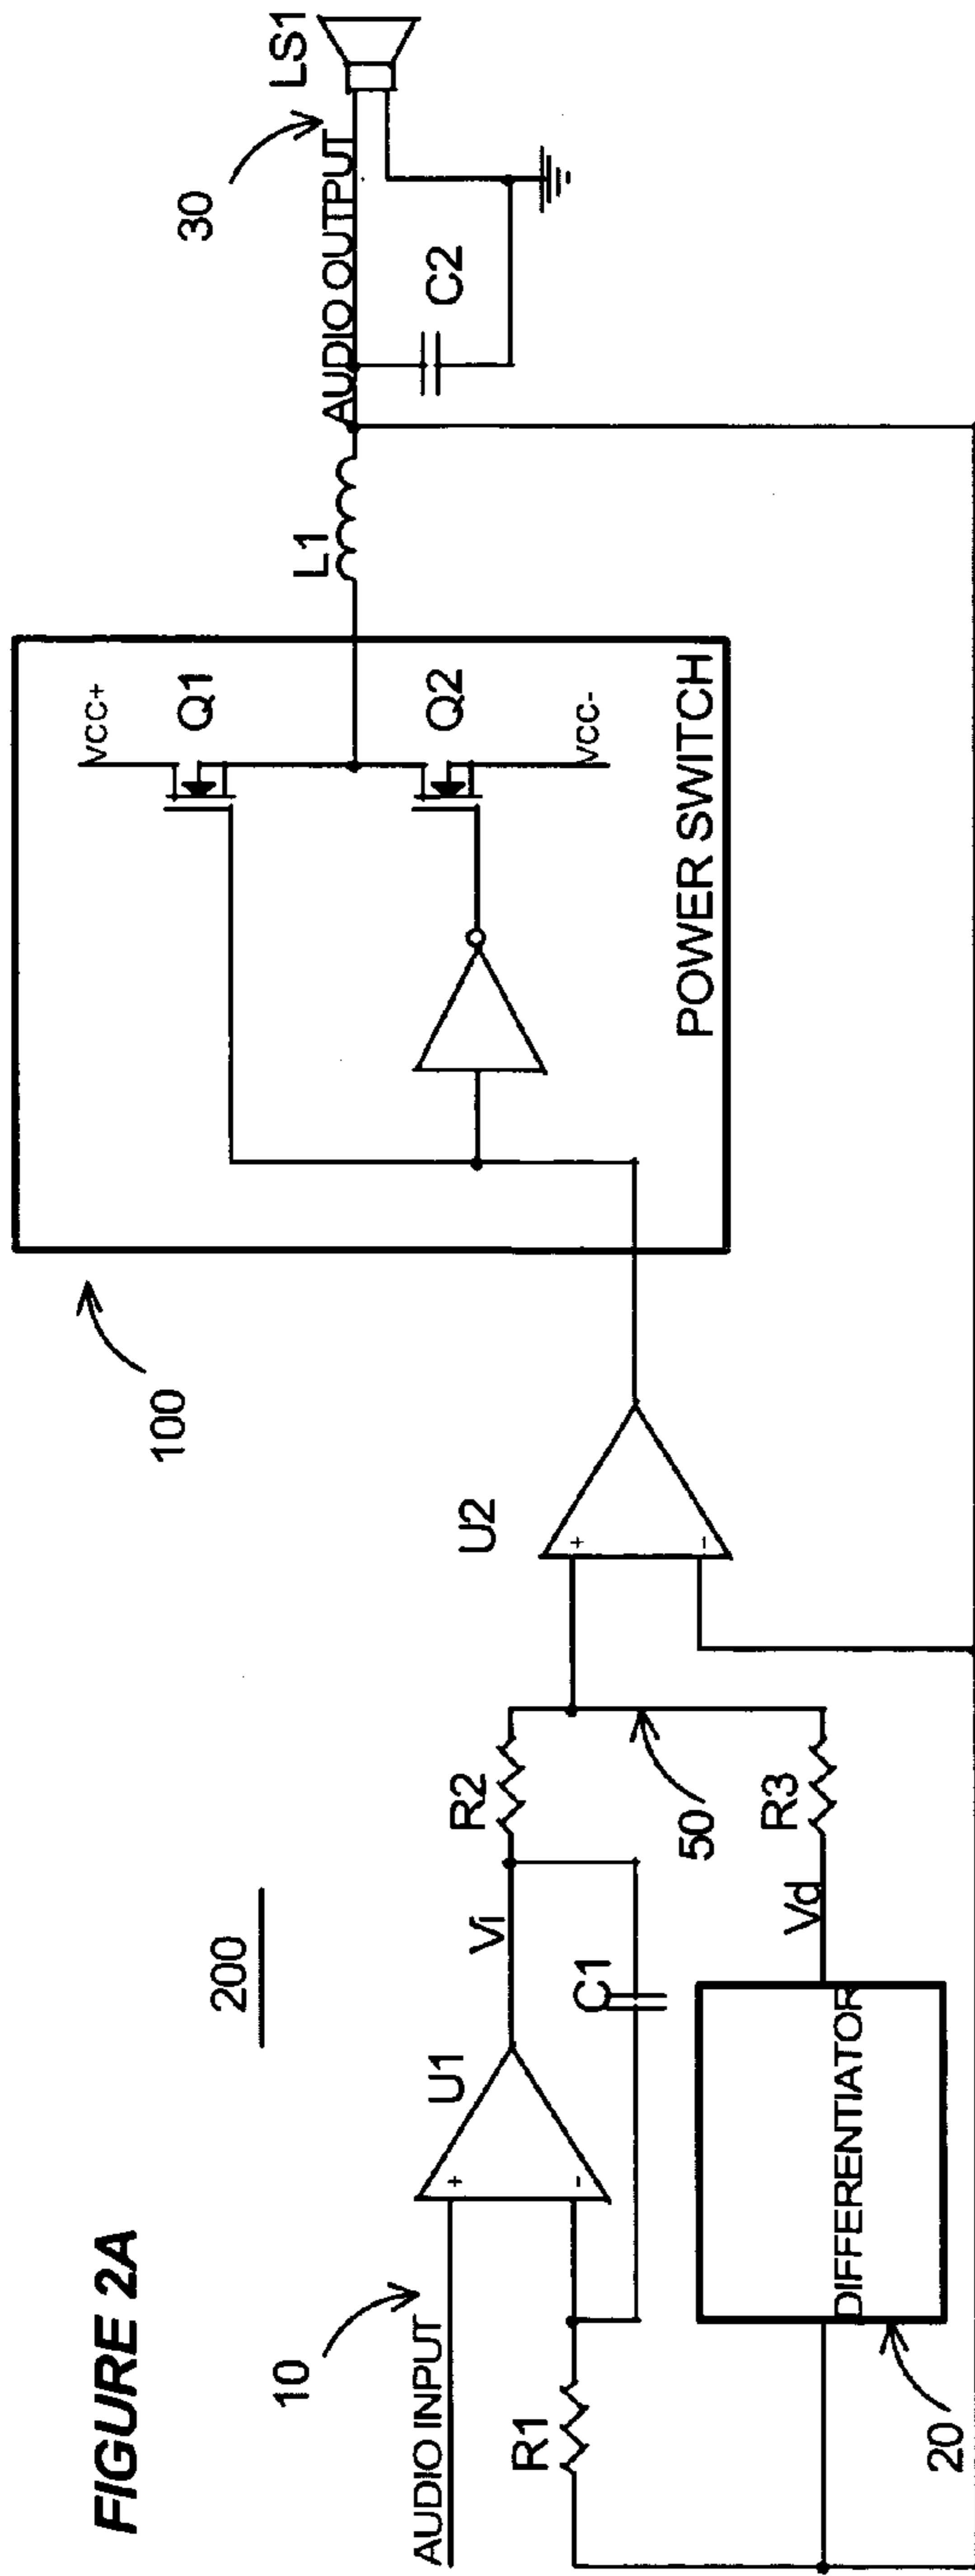 FIGURE 2A
200
100
30
LS1
AUDIO OUTPUT
C2
L1
VCC+
Q1
Q2
VCC-
POWER SWITCH
U2
+
-
10
AUDIO INPUT
U1
+
-
Vi
R2
R1
C1
50
R3
Vd
DIFFERENTIATOR
20